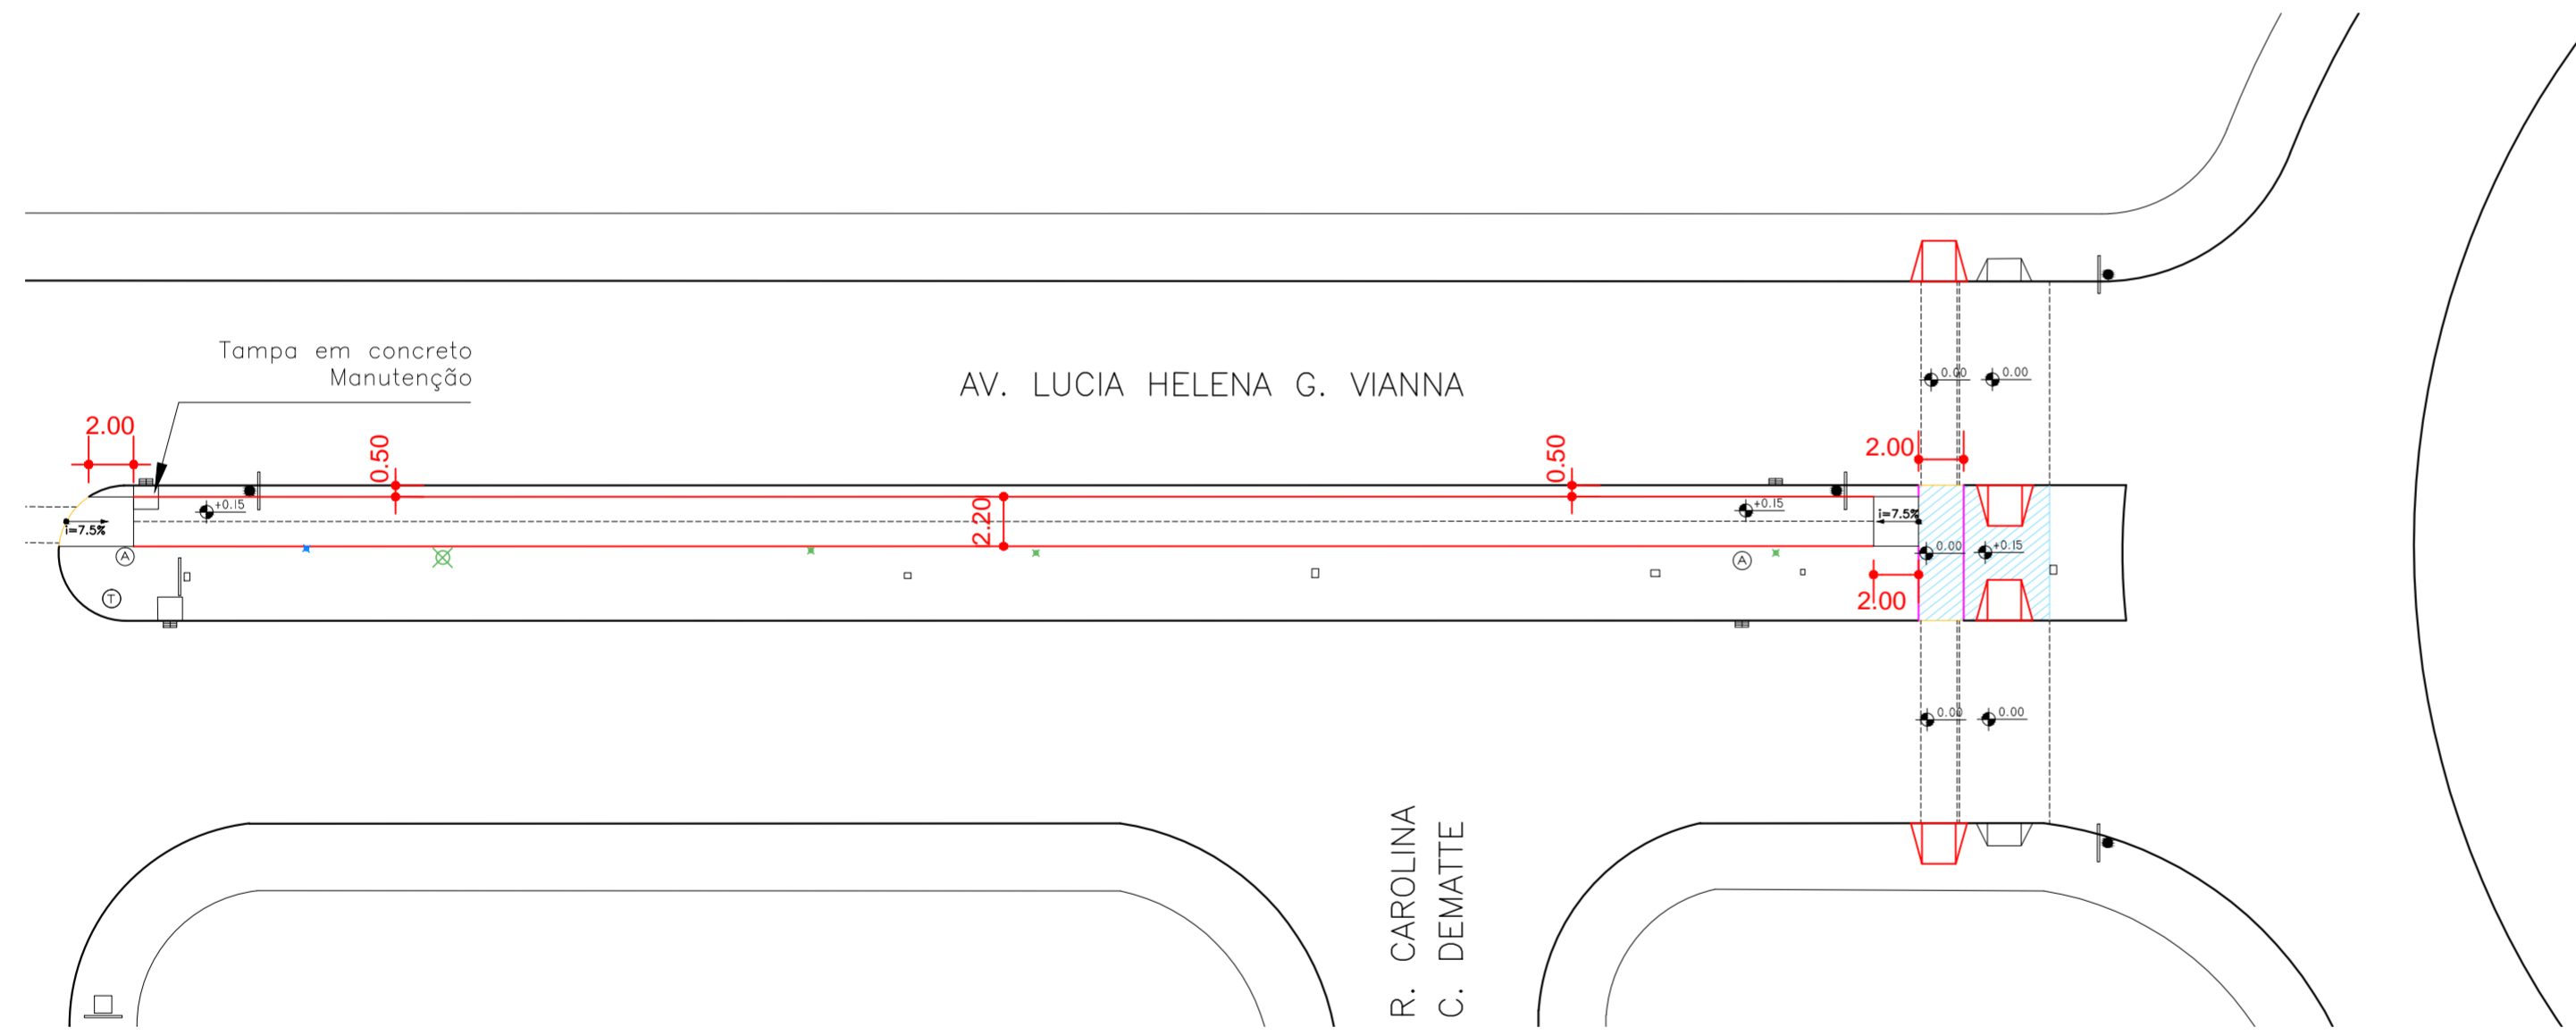 Tampa em concreto
Manutenção
AV. LUCIA HELENA G. VIANNA
0.00
0.00
2.00
0.50
0.50
2.00
+0.15
+0.15
2.20
i=7.5%
i=7.5%
A
A
0.00
+0.15
T
2.00
0.00
0.00
R. CAROLINA
C. DEMATTE